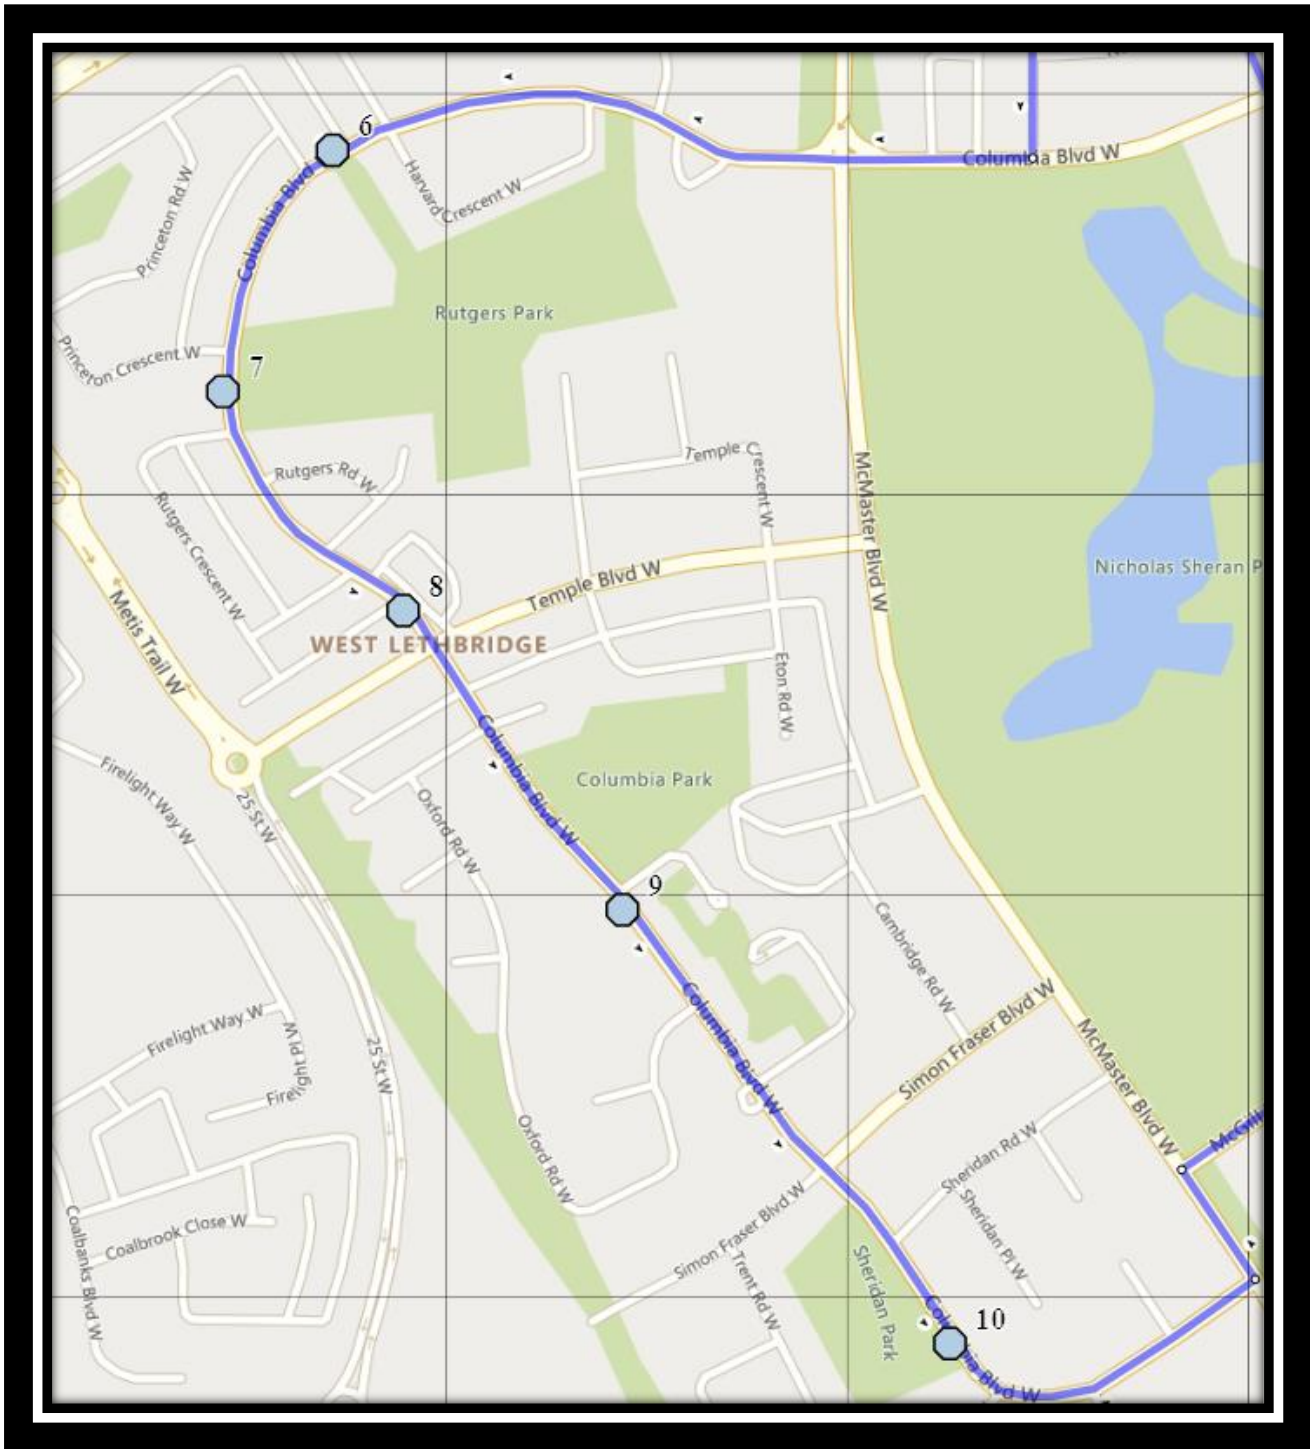 6
Columbia Blvd W
Columbia Blvd
Harvard Crescent W
Princeton Rd W
Rutgers Park
Princeton Crescent W
7
Temple Crescent W
Rutgers Rd W
McMaster Blvd W
Rutgers Crescent W
Nicholas Sheran P
Temple Blvd W
8
Metis Trail W
WEST LETHBRIDGE
Eton Rd W
Columbia Blvd W
Columbia Park
Firelight Way W
25 St W
Oxford Rd W
9
Cambridge Rd W
Columbia Blvd W
Simon Fraser Blvd W
Firelight Way W
Firelight Pl W
25 St W
McMaster Blvd W
McGill
Oxford Rd W
Sheridan Rd W
Sheridan Pl W
Simon Fraser Blvd W
Coalbanks Blvd W
Coalbrook Close W
Trent Rd W
Sheridan Park
10
Columbia Blvd W